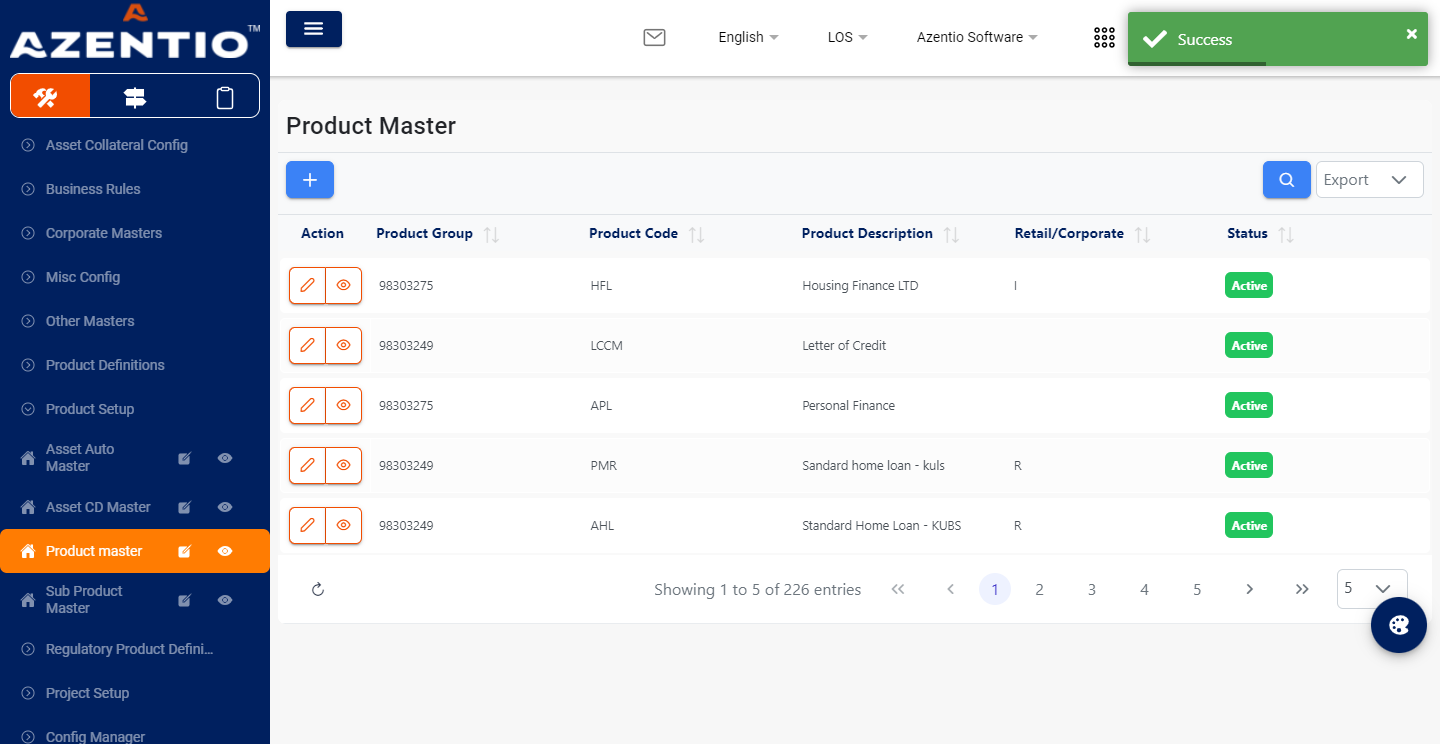 AZENTIO™
English
LOS
Azentio Software
Success
Asset Collateral Config
Business Rules
Corporate Masters
Misc Config
Other Masters
Product Definitions
Product Setup
Asset Auto
Master
Asset CD Master
Product master
Sub Product
Master
Regulatory Product Defini...
Project Setup
Config Manager
Product Master
Export
Action Product Group Product Code Product Description Retail/Corporate Status
98303275 HFL Housing Finance LTD I Active
98303249 LCCM Letter of Credit Active
98303275 APL Personal Finance Active
98303249 PMR Sandard home loan - kuls R Active
98303249 AHL Standard Home Loan - KUBS R Active
Showing 1 to 5 of 226 entries 1 2 3 4 5 5